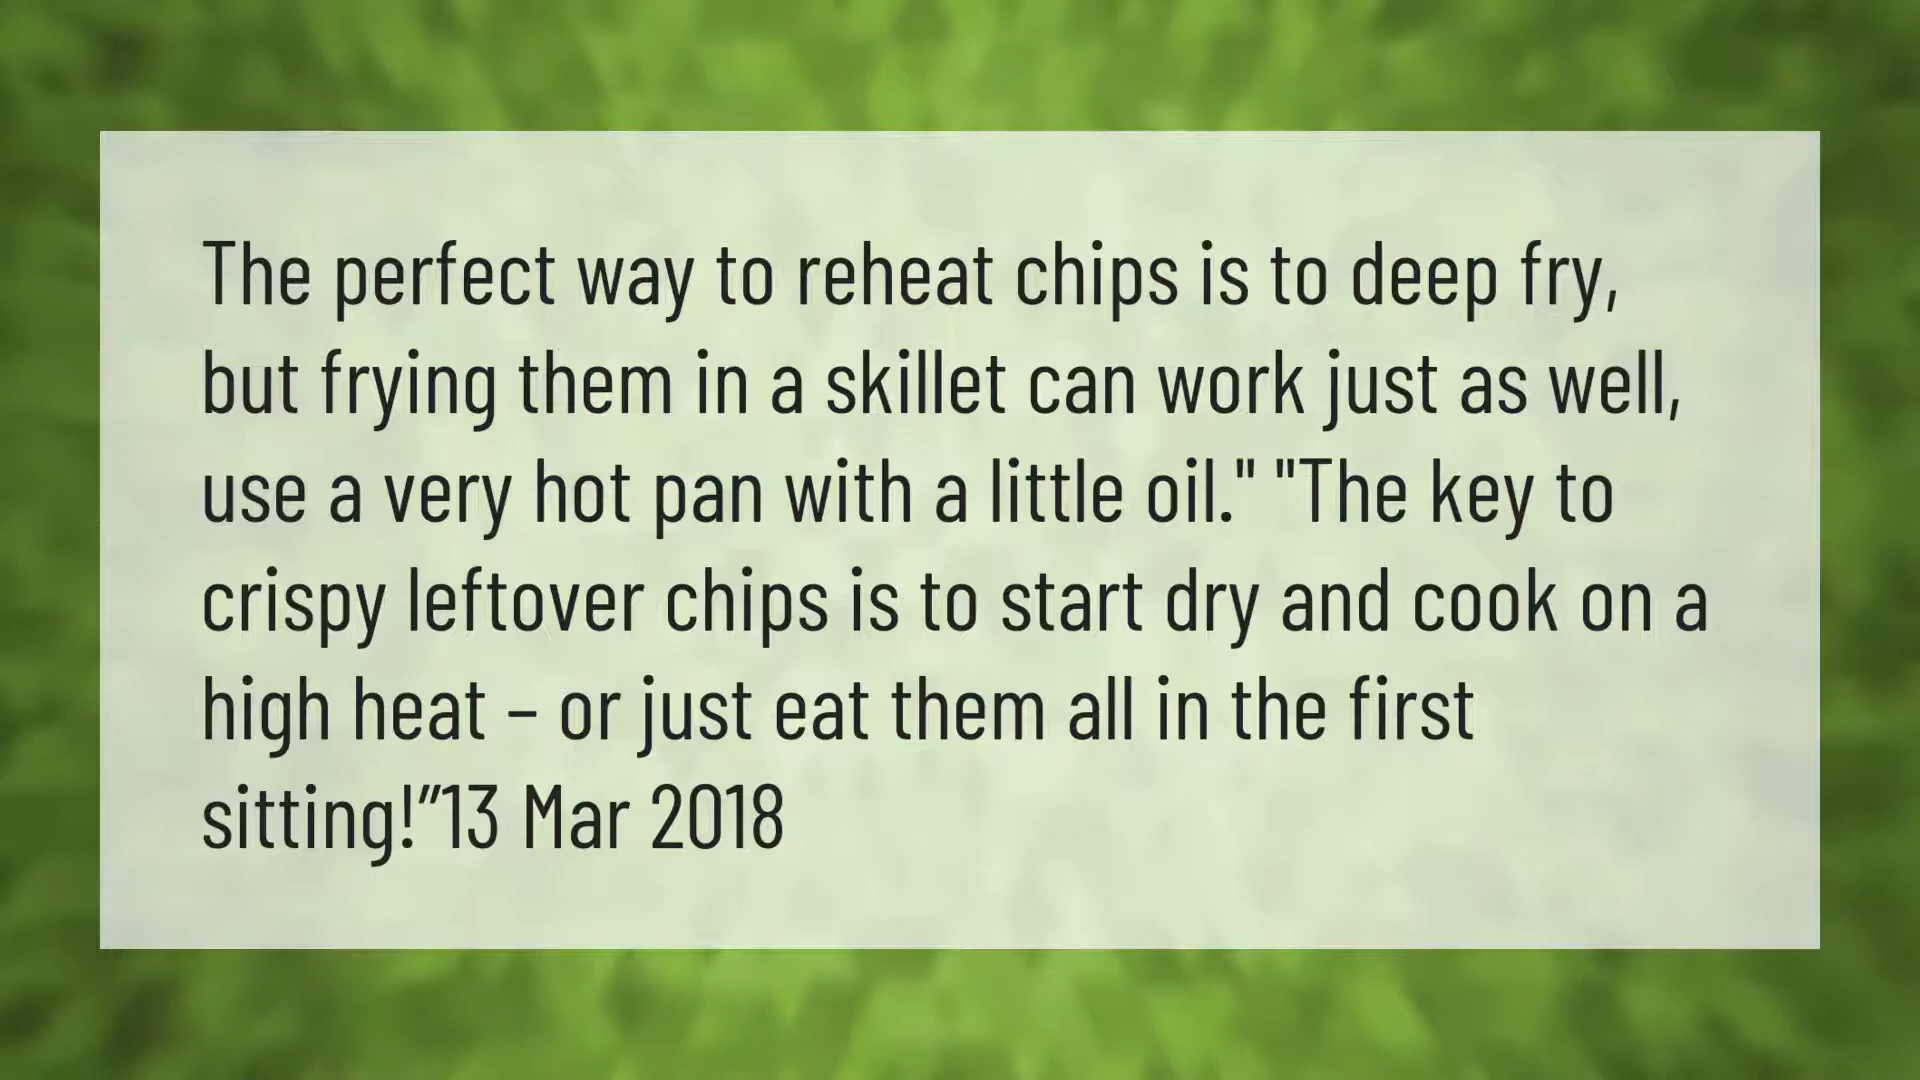 The perfect way to reheat chips is to deep fry,
but frying them in a skillet can work just as well,
use a very hot pan with a little oil." "The key to
crispy leftover chips is to start dry and cook on a
high heat – or just eat them all in the first
sitting!”13 Mar 2018